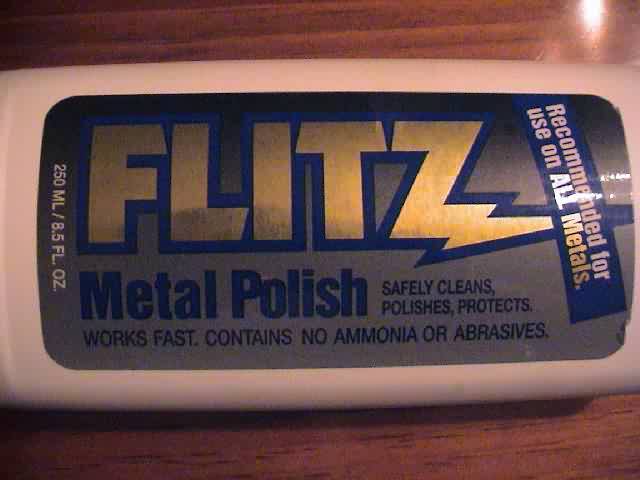 FLITZ
Recommended for
use on ALL Metals.
250 ML / 8.5 FL. OZ.
Metal Polish
SAFELY CLEANS,
POLISHES, PROTECTS.
WORKS FAST. CONTAINS NO AMMONIA OR ABRASIVES.